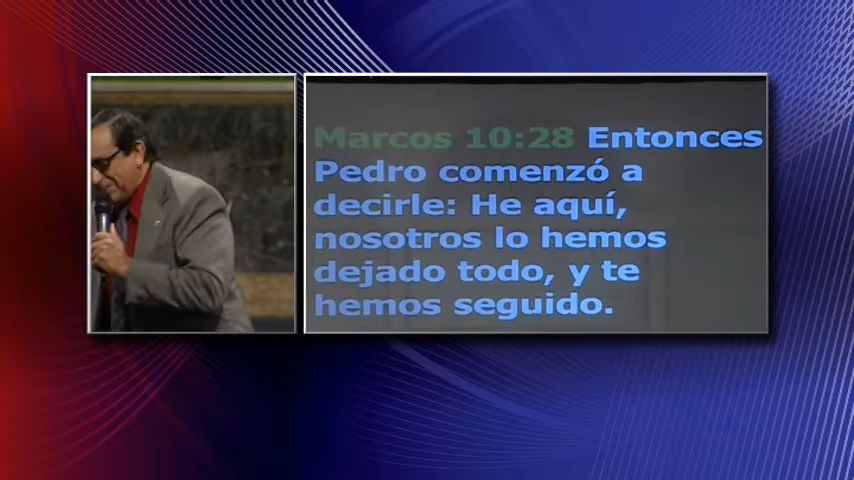 Marcos 10:28 Entonces
Pedro comenzó a
decirle: He aquí,
nosotros lo hemos
dejado todo, y te
hemos seguido.